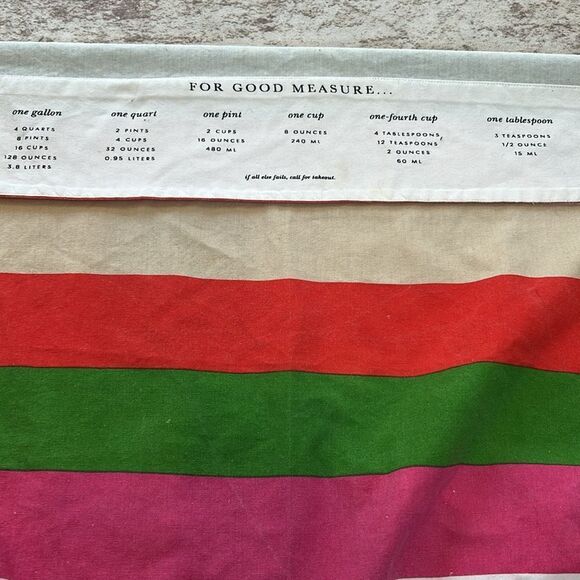 FOR GOOD MEASURE...
one gallon
4 QUARTS
8 PINTS
16 CUPS
128 OUNCES
3.8 LITERS
one quart
2 PINTS
4 CUPS
32 OUNCES
0.95 LITERS
one pint
2 CUPS
16 OUNCES
480 ML
one cup
8 OUNCES
240 ML
one-fourth cup
4 TABLESPOONS
12 TEASPOONS
2 OUNCES
60 ML
one tablespoon
3 TEASPOONS
1/2 OUNCE
15 ML
if all else fails, call for takeout.